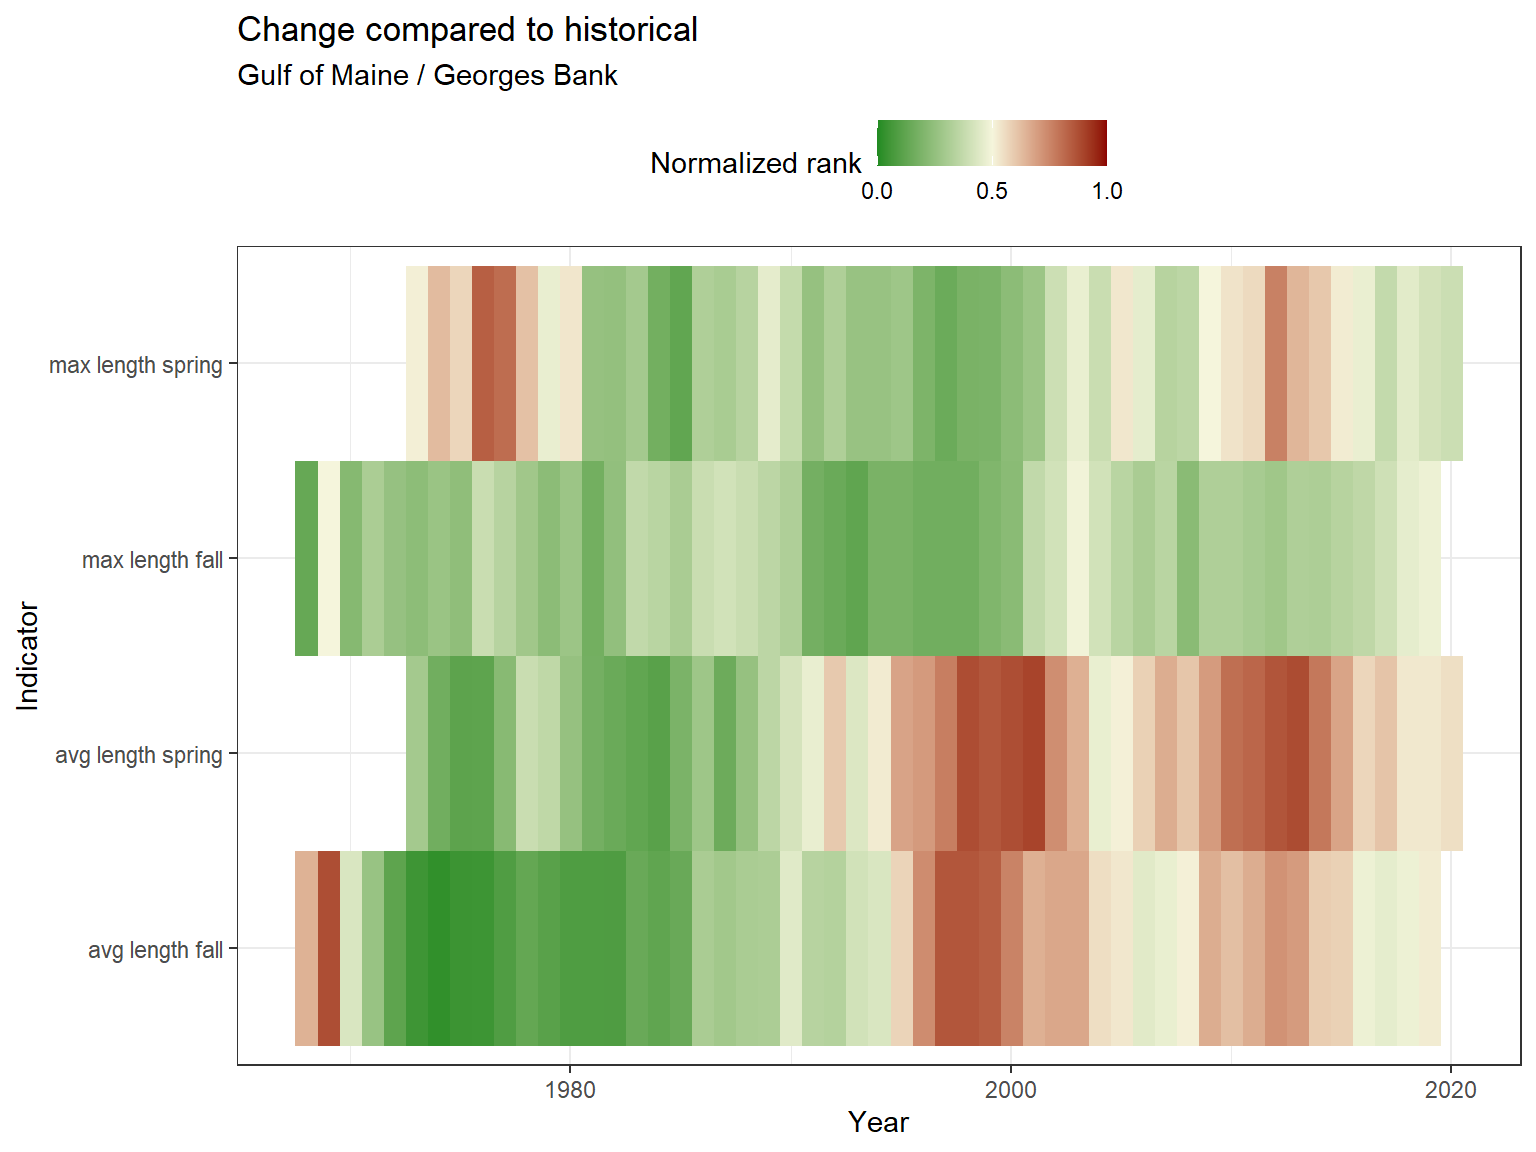 Change compared to historical
Gulf of Maine / Georges Bank
Normalized rank
0.0 0.5 1.0
max length spring
max length fall
avg length spring
avg length fall
Indicator
1980 2000 2020
Year